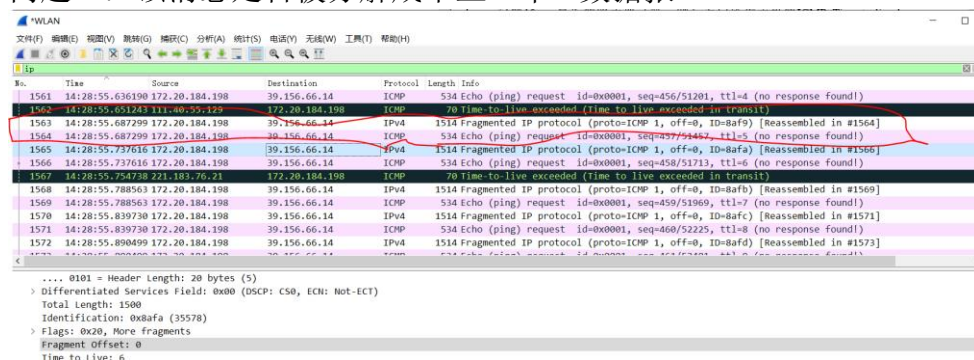 *WLAN
文件(F) 编辑(E) 视图(V) 跳转(G) 捕获(C) 分析(A) 统计(S) 电话(Y) 无线(W) 工具(T) 帮助(H)
ip
No. Time Source Destination Protocol Length Info
1561 14:28:55.636190 172.20.184.198 39.156.66.14 ICMP 534 Echo (ping) request id=0x0001, seq=456/51201, ttl=4 (no response found!)
1562 14:28:55.651243 111.40.55.129 172.20.184.198 ICMP 70 Time-to-live exceeded (Time to live exceeded in transit)
1563 14:28:55.687299 172.20.184.198 39.156.66.14 IPv4 1514 Fragmented IP protocol (proto=ICMP 1, off=0, ID=8af9) [Reassembled in #1564]
1564 14:28:55.687299 172.20.184.198 39.156.66.14 ICMP 534 Echo (ping) request id=0x0001, seq=457/51457, ttl=5 (no response found!)
1565 14:28:55.737616 172.20.184.198 39.156.66.14 IPv4 1514 Fragmented IP protocol (proto=ICMP 1, off=0, ID=8afa) [Reassembled in #1566]
1566 14:28:55.737616 172.20.184.198 39.156.66.14 ICMP 534 Echo (ping) request id=0x0001, seq=458/51713, ttl=6 (no response found!)
1567 14:28:55.754738 221.183.76.21 172.20.184.198 ICMP 70 Time-to-live exceeded (Time to live exceeded in transit)
1568 14:28:55.788563 172.20.184.198 39.156.66.14 IPv4 1514 Fragmented IP protocol (proto=ICMP 1, off=0, ID=8afb) [Reassembled in #1569]
1569 14:28:55.788563 172.20.184.198 39.156.66.14 ICMP 534 Echo (ping) request id=0x0001, seq=459/51969, ttl=7 (no response found!)
1570 14:28:55.839730 172.20.184.198 39.156.66.14 IPv4 1514 Fragmented IP protocol (proto=ICMP 1, off=0, ID=8afc) [Reassembled in #1571]
1571 14:28:55.839730 172.20.184.198 39.156.66.14 ICMP 534 Echo (ping) request id=0x0001, seq=460/52225, ttl=8 (no response found!)
1572 14:28:55.890499 172.20.184.198 39.156.66.14 IPv4 1514 Fragmented IP protocol (proto=ICMP 1, off=0, ID=8afd) [Reassembled in #1573]
.... 0101 = Header Length: 20 bytes (5)
Differentiated Services Field: 0x00 (DSCP: CS0, ECN: Not-ECT)
Total Length: 1500
Identification: 0x8afa (35578)
Flags: 0x20, More fragments
Fragment Offset: 0
Time to Live: 6